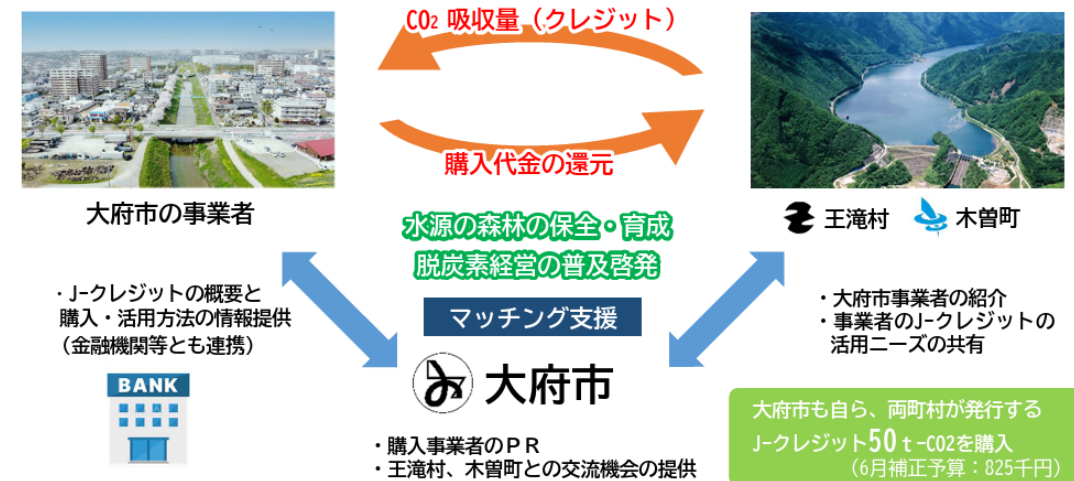 CO₂ 吸収量（クレジット）
購入代金の還元
大府市の事業者
王滝村
木曽町
水源の森林の保全・育成
脱炭素経営の普及啓発
・J-クレジットの概要と
購入・活用方法の情報提供
（金融機関等とも連携）
BANK
マッチング支援
大府市
・購入事業者のＰＲ
・王滝村、木曽町との交流機会の提供
・大府市事業者の紹介
・事業者のJ-クレジットの
活用ニーズの共有
大府市も自ら、両町村が発行する
J-クレジット50ｔ-CO2を購入
（6月補正予算：825千円）